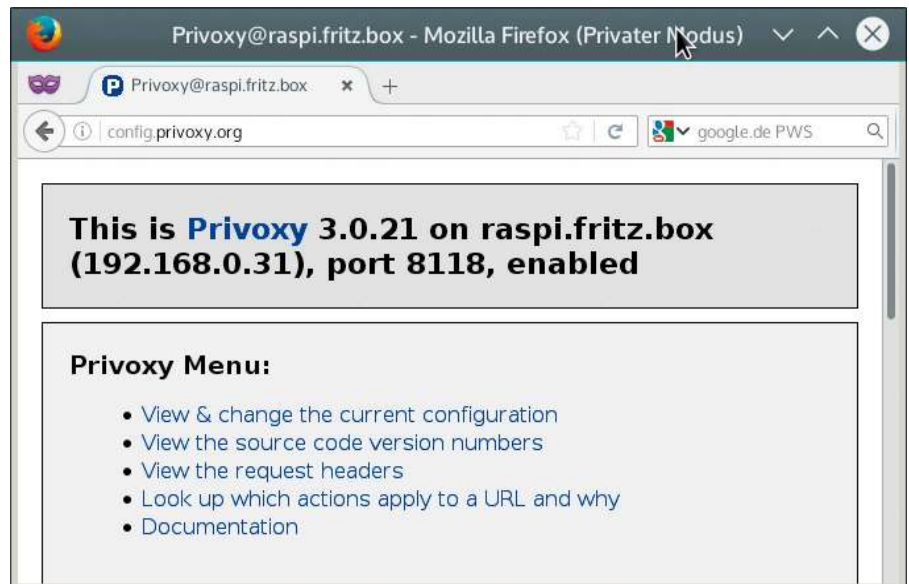 Privoxy@raspi.fritz.box - Mozilla Firefox (Privater Modus)
Privoxy@raspi.fritz.box
config.privoxy.org
google.de PWS
This is Privoxy 3.0.21 on raspi.fritz.box
(192.168.0.31), port 8118, enabled
Privoxy Menu:
• View & change the current configuration
• View the source code version numbers
• View the request headers
• Look up which actions apply to a URL and why
• Documentation